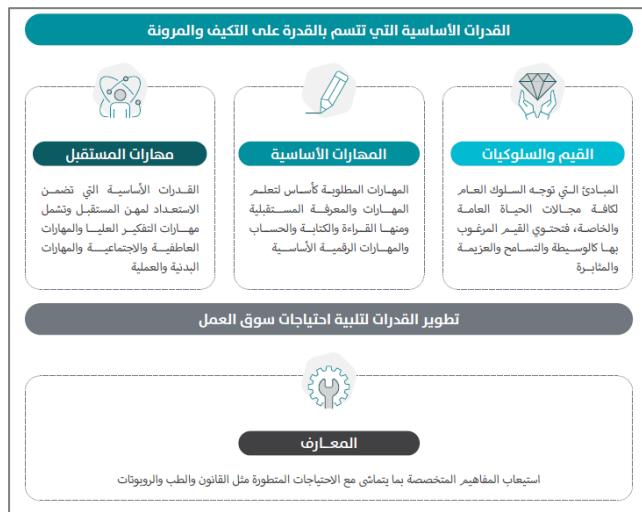 القدرات الأساسية التي تتسم بالقدرة على التكيف والمرونة
القيم والسلوكيات
المبادئ التي توجه السلوك العام
لكافة مجالات الحياة العامة
والخاصة، فتحتوي القيم المرغوب
بها كالوسيطة والتسامح والعزيمة
والمثابرة
المهارات الأساسية
المهارات المطلوبة كأساس لتعلم
المهارات والمعرفة المستقبلية
ومنها القراءة والكتابة والحساب
والمهارات الرقمية الأساسية
مهارات المستقبل
القدرات الأساسية التي تضمن
الاستعداد لمهن المستقبل وتشمل
مهارات التفكير العليا والمهارات
العاطفية والاجتماعية والمهارات
البدنية والعملية
تطوير القدرات لتلبية احتياجات سوق العمل
المعارف
استيعاب المفاهيم المتخصصة بما يتماشى مع الاحتياجات المتطورة مثل القانون والطب والروبوتات